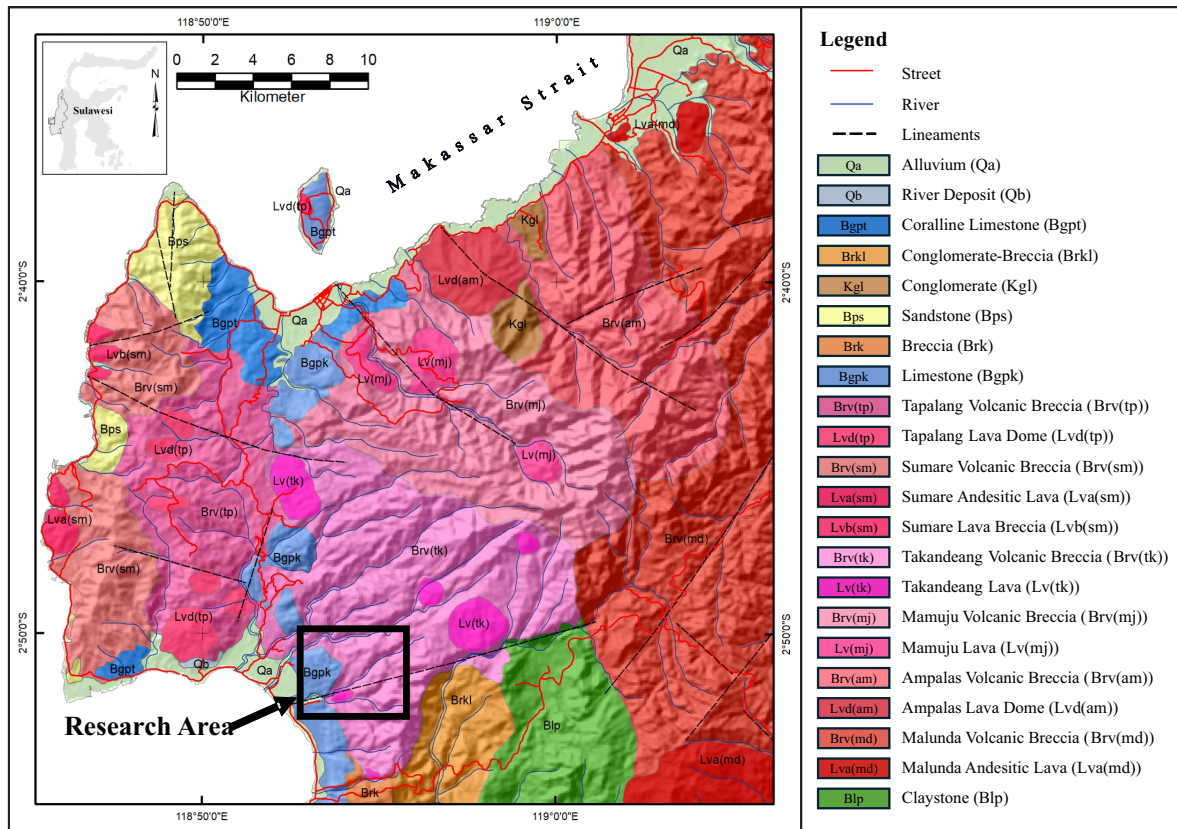 118°50'0"E
119°0'0"E
0 2 4 6 8 10
Kilometer
N
Sulawesi
Makassar Strait
Qa
Lva(md)
Qa
Lvd(tp)
Bgpt
Kgl
Bps
2°40'0"S
2°40'0"S
Lvd(am)
Bgpt
Qa
Kgl
Brv(am)
Lvb(sm)
Bgpk
Lv(mj)
Lv(mj)
Brv(sm)
Brv(mj)
Bps
Lvd(tp)
Lv(mj)
Lv(tk)
Brv(tp)
Lva(sm)
Brv(md)
Brv(tk)
Bgpk
Brv(sm)
Lvd(tp)
Lv(tk)
2°50'0"S
2°50'0"S
Bgpt
Qb
Qa
Bgpk
Research Area
Brkl
Blp
Lva(md)
Brk
118°50'0"E
119°0'0"E
Legend
Street
River
Lineaments
Qa Alluvium (Qa)
Qb River Deposit (Qb)
Bgpt Coralline Limestone (Bgpt)
Brkl Conglomerate-Breccia (Brkl)
Kgl Conglomerate (Kgl)
Bps Sandstone (Bps)
Brk Breccia (Brk)
Bgpk Limestone (Bgpk)
Brv(tp) Tapalang Volcanic Breccia (Brv(tp))
Lvd(tp) Tapalang Lava Dome (Lvd(tp))
Brv(sm) Sumare Volcanic Breccia (Brv(sm))
Lva(sm) Sumare Andesitic Lava (Lva(sm))
Lvb(sm) Sumare Lava Breccia (Lvb(sm))
Brv(tk) Takandeang Volcanic Breccia (Brv(tk))
Lv(tk) Takandeang Lava (Lv(tk))
Brv(mj) Mamuju Volcanic Breccia (Brv(mj))
Lv(mj) Mamuju Lava (Lv(mj))
Brv(am) Ampalas Volcanic Breccia (Brv(am))
Lvd(am) Ampalas Lava Dome (Lvd(am))
Brv(md) Malunda Volcanic Breccia (Brv(md))
Lva(md) Malunda Andesitic Lava (Lva(md))
Blp Claystone (Blp)